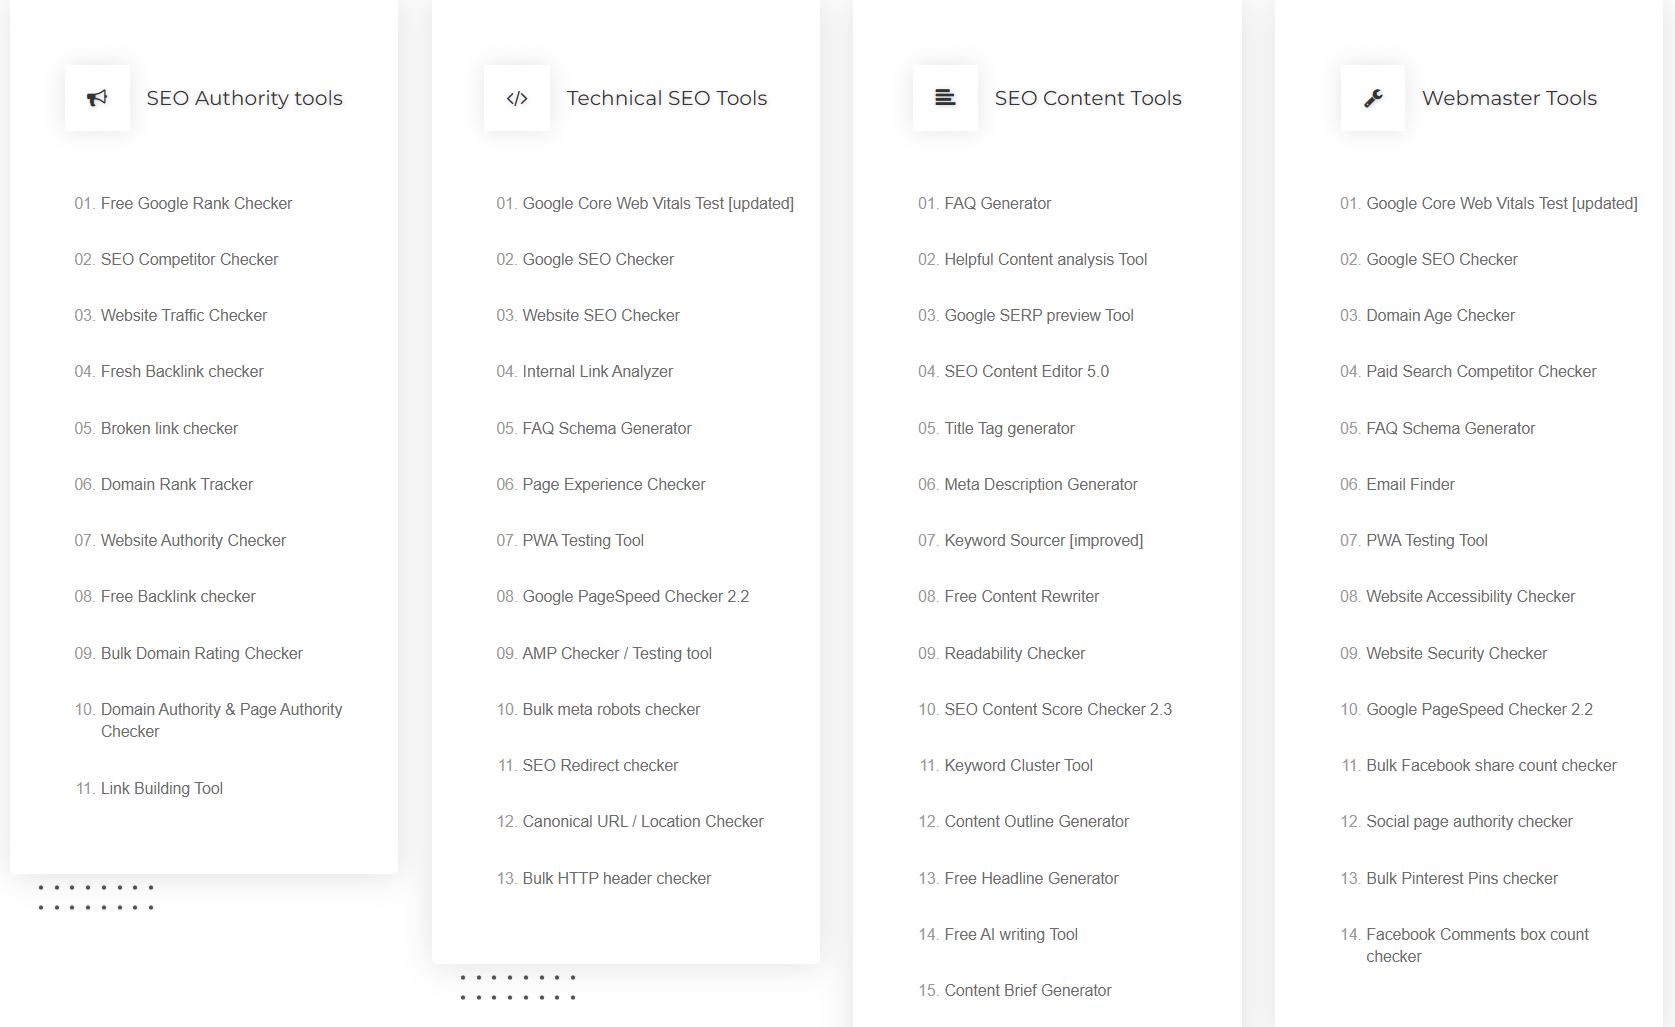 SEO Authority tools
01. Free Google Rank Checker
02. SEO Competitor Checker
03. Website Traffic Checker
04. Fresh Backlink checker
05. Broken link checker
06. Domain Rank Tracker
07. Website Authority Checker
08. Free Backlink checker
09. Bulk Domain Rating Checker
10. Domain Authority & Page Authority
Checker
11. Link Building Tool
Technical SEO Tools
01. Google Core Web Vitals Test [updated]
02. Google SEO Checker
03. Website SEO Checker
04. Internal Link Analyzer
05. FAQ Schema Generator
06. Page Experience Checker
07. PWA Testing Tool
08. Google PageSpeed Checker 2.2
09. AMP Checker / Testing tool
10. Bulk meta robots checker
11. SEO Redirect checker
12. Canonical URL / Location Checker
13. Bulk HTTP header checker
SEO Content Tools
01. FAQ Generator
02. Helpful Content analysis Tool
03. Google SERP preview Tool
04. SEO Content Editor 5.0
05. Title Tag generator
06. Meta Description Generator
07. Keyword Sourcer [improved]
08. Free Content Rewriter
09. Readability Checker
10. SEO Content Score Checker 2.3
11. Keyword Cluster Tool
12. Content Outline Generator
13. Free Headline Generator
14. Free AI writing Tool
15. Content Brief Generator
Webmaster Tools
01. Google Core Web Vitals Test [updated]
02. Google SEO Checker
03. Domain Age Checker
04. Paid Search Competitor Checker
05. FAQ Schema Generator
06. Email Finder
07. PWA Testing Tool
08. Website Accessibility Checker
09. Website Security Checker
10. Google PageSpeed Checker 2.2
11. Bulk Facebook share count checker
12. Social page authority checker
13. Bulk Pinterest Pins checker
14. Facebook Comments box count
checker